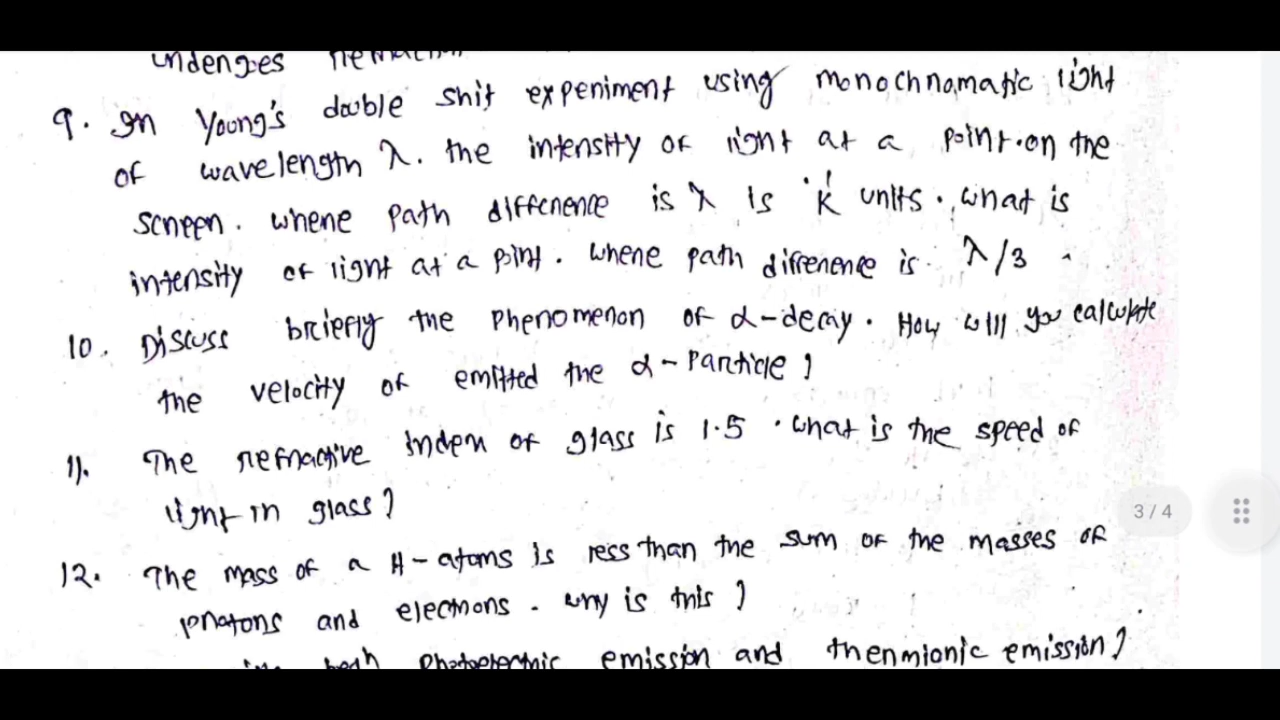 undergoes
9. In Young's double shit experiment using monochromatic light
of wavelength λ. the intensity of light at a point.on the
screen. where path diffenence is λ is 'k' units. what is
intensity of light at a point. where path difference is λ/3
10. Discuss briefly the phenomenon of α-decay. How will you calculate
the velocity of emitted the α-particle?
11. The refractive index of glass is 1.5. what is the speed of
light in glass?
12. The mass of a H-atoms is less than the sum of the masses of
protons and electrons. why is this?
3/4
photoelectric emission and thermionic emission?